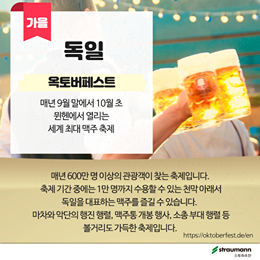 가을
독일
옥토버페스트
매년 9월 말에서 10월 초
뮌헨에서 열리는
세계 최대 맥주 축제
매년 600만 명 이상의 관광객이 찾는 축제입니다.
축제 기간 중에는 1만 명까지 수용할 수 있는 천막 아래서
독일을 대표하는 맥주를 즐길 수 있습니다.
마차와 악단의 행진 행렬, 맥주통 개봉 행사, 소총 부대 행렬 등
볼거리도 가득한 축제입니다.
https://oktoberfest.de/en
straumann
스트라우만